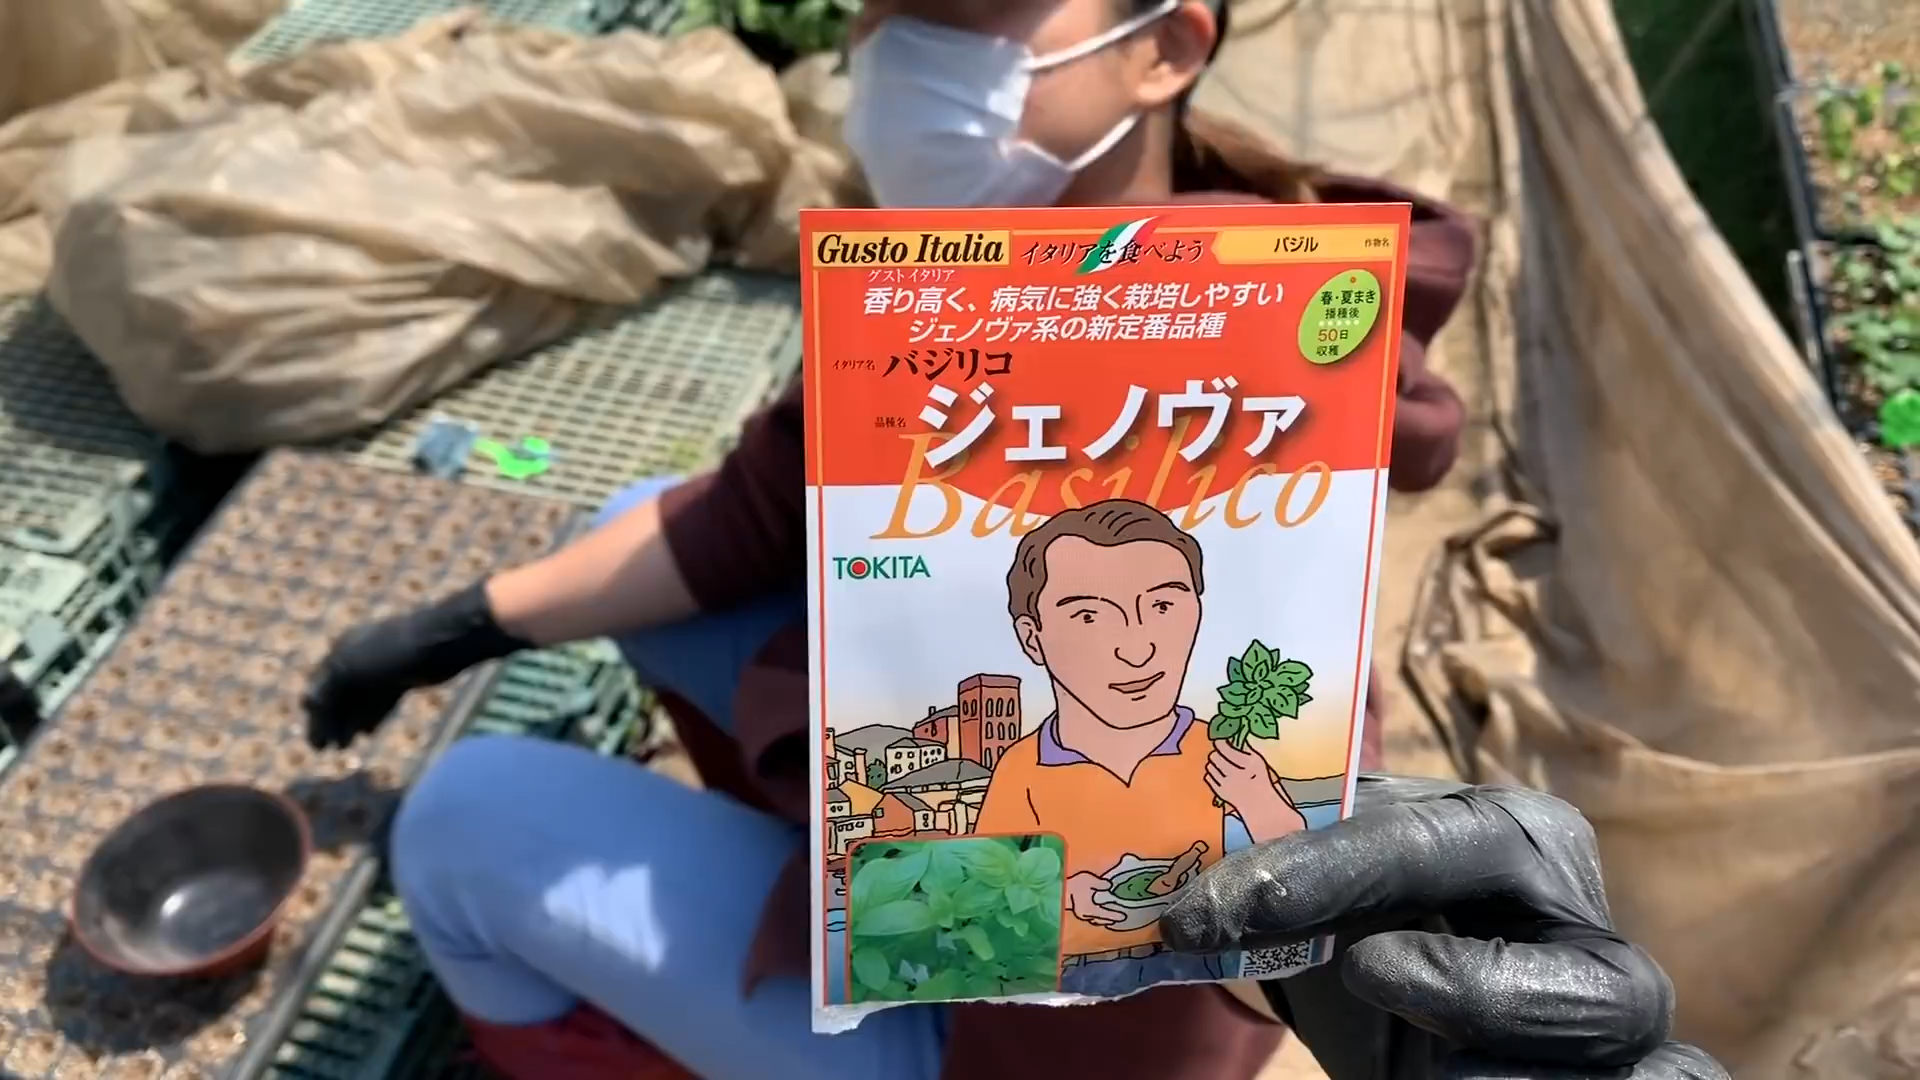 Gusto Italia
グストイタリア
イタリアを食べよう
バジル 作物名
香り高く、病気に強く栽培しやすい
ジェノヴァ系の新定番品種
春・夏まき
播種後
50日
収穫
イタリア名 バジリコ
品種名 ジェノヴァ
Basilico
TOKITA